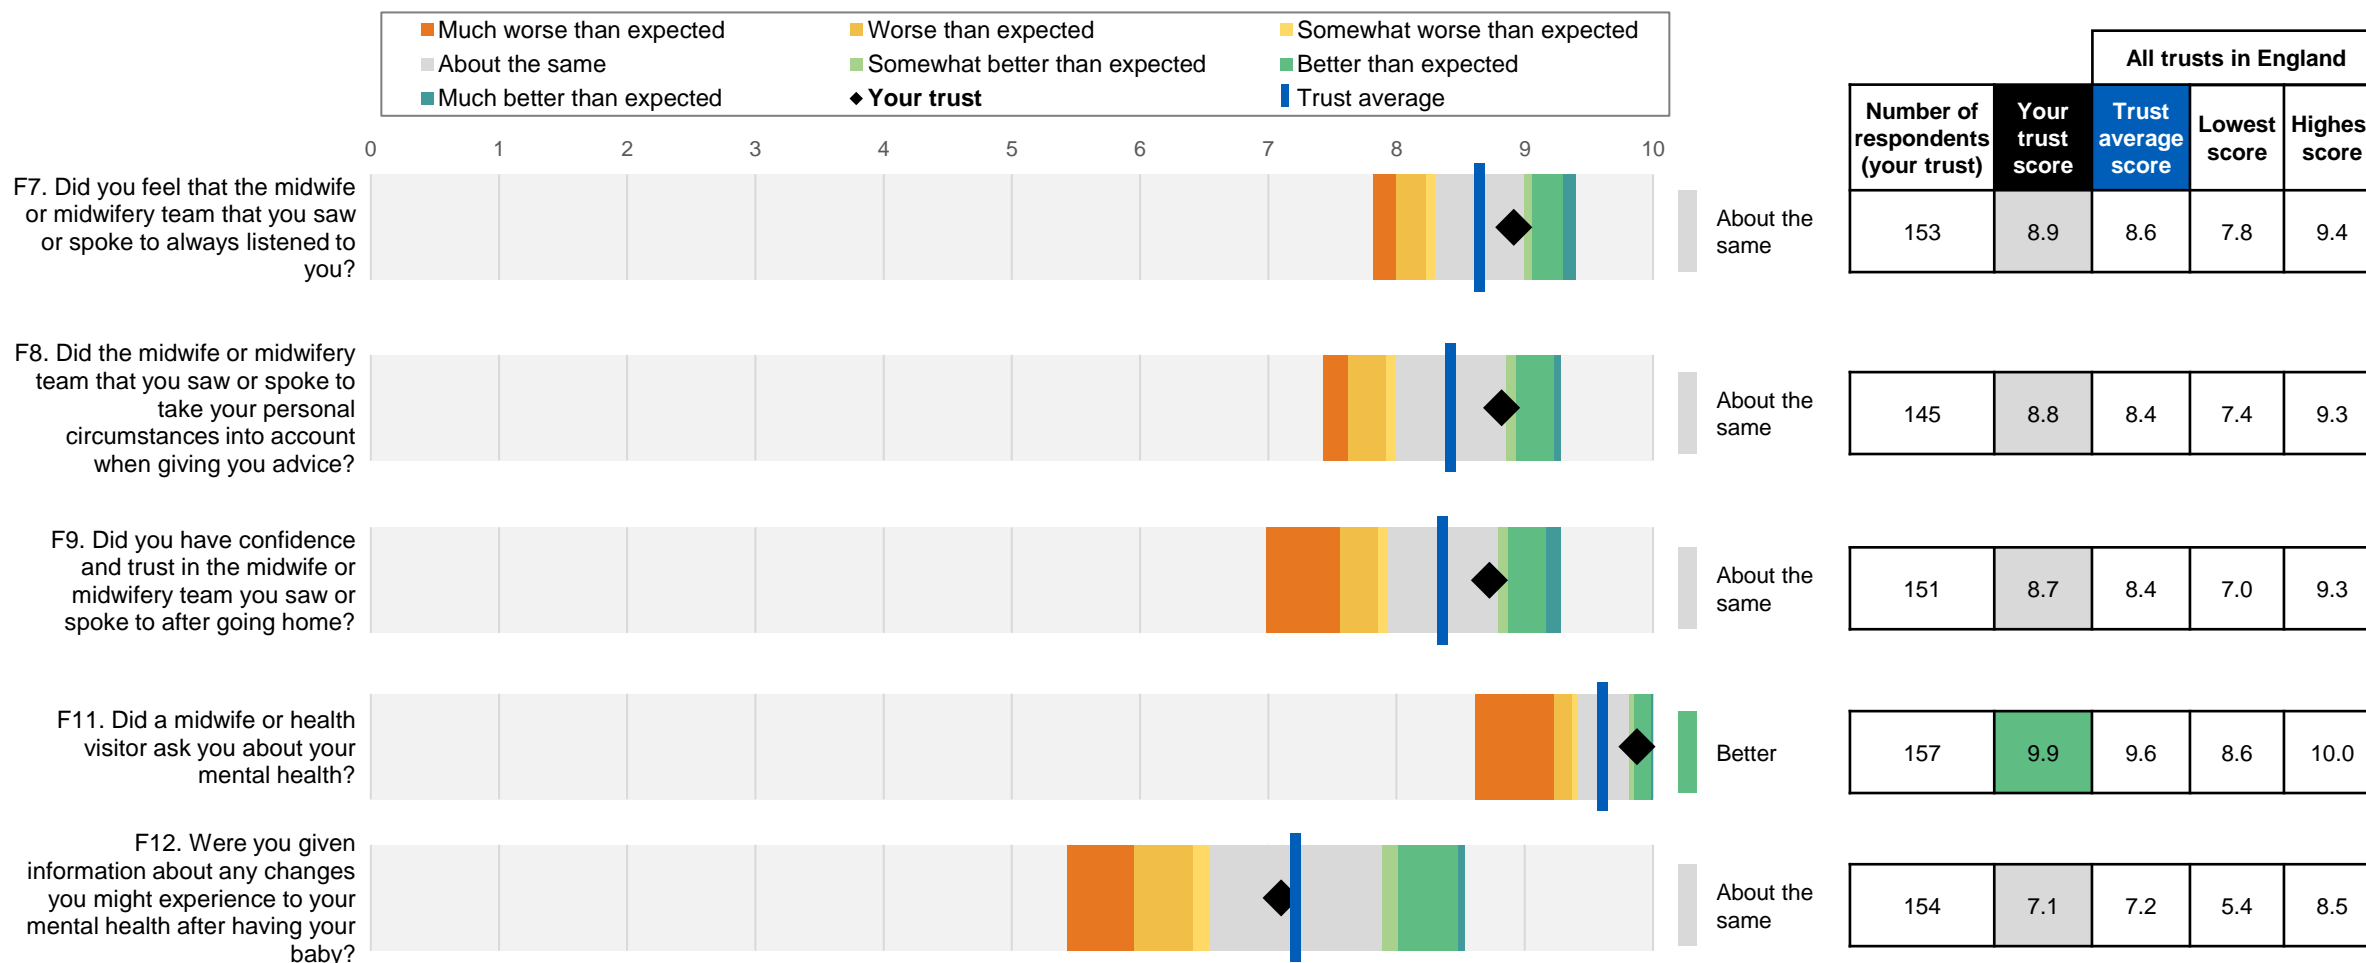 Much worse than expected
Worse than expected
Somewhat worse than expected
About the same
Somewhat better than expected
Better than expected
Much better than expected
Your trust
Trust average
All trusts in England
Number of
respondents
(your trust)
Your
trust
score
Trust
average
score
Lowest
score
Highes
score
0 1 2 3 4 5 6 7 8 9 10
F7. Did you feel that the midwife
or midwifery team that you saw
or spoke to always listened to
you?
About the
same
153 8.9 8.6 7.8 9.4
F8. Did the midwife or midwifery
team that you saw or spoke to
take your personal
circumstances into account
when giving you advice?
About the
same
145 8.8 8.4 7.4 9.3
F9. Did you have confidence
and trust in the midwife or
midwifery team you saw or
spoke to after going home?
About the
same
151 8.7 8.4 7.0 9.3
F11. Did a midwife or health
visitor ask you about your
mental health?
Better
157 9.9 9.6 8.6 10.0
F12. Were you given
information about any changes
you might experience to your
mental health after having your
baby?
About the
same
154 7.1 7.2 5.4 8.5